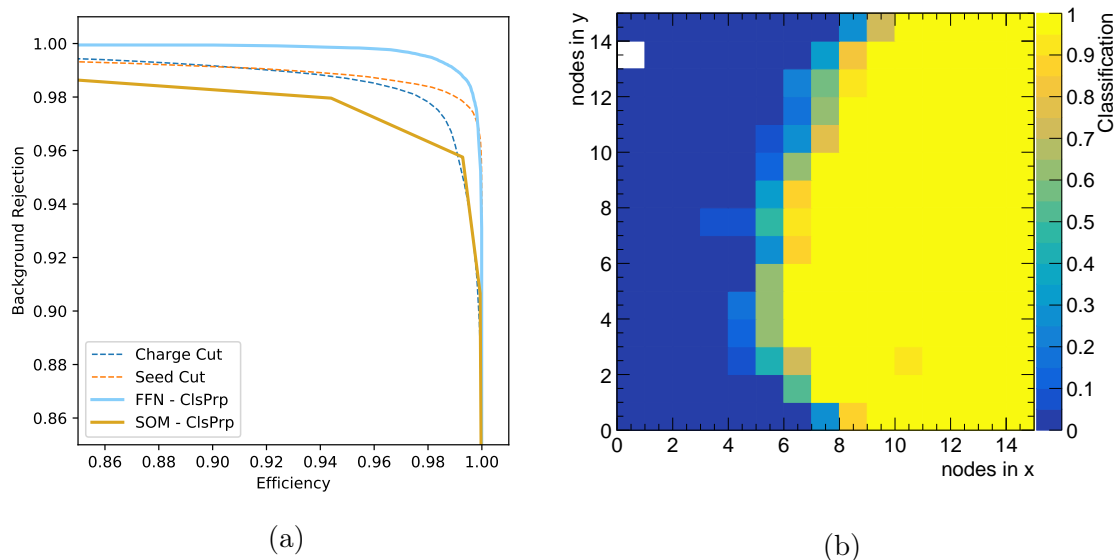 1.00
0.98
0.96
0.94
0.92
0.90
0.88
0.86
Background Rejection
Charge Cut
Seed Cut
FFN - ClsPrp
SOM - ClsPrp
0.86 0.88 0.90 0.92 0.94 0.96 0.98 1.00
Efficiency
(a)
nodes in y
14
12
10
8
6
4
2
0
0 2 4 6 8 10 12 14
nodes in x
1
0.9
0.8
0.7
0.6
0.5
0.4
0.3
0.2
0.1
0
Classification
(b)